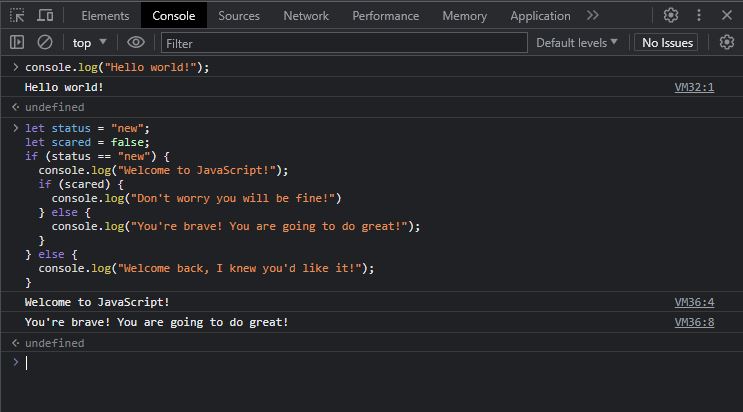 Elements Console Sources Network Performance Memory Application
top Filter Default levels No Issues
console.log("Hello world!");
Hello world! VM32:1
undefined
let status = "new";
let scared = false;
if (status == "new") {
  console.log("Welcome to JavaScript!");
  if (scared) {
    console.log("Don't worry you will be fine!")
  } else {
    console.log("You're brave! You are going to do great!");
  }
} else {
  console.log("Welcome back, I knew you'd like it!");
}
Welcome to JavaScript! VM36:4
You're brave! You are going to do great! VM36:8
undefined